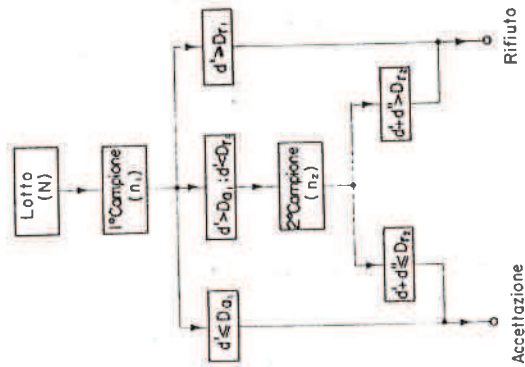 Lotto
(N)
1° Campione
(n₁)
d' ≤ Da₁
d' > Da₁ ; d' < Dr₁
d' ≥ Dr₁
2° Campione
(n₂)
d' + d'' ≤ Dr₂
d' + d'' > Dr₂
Accettazione
Rifiuto